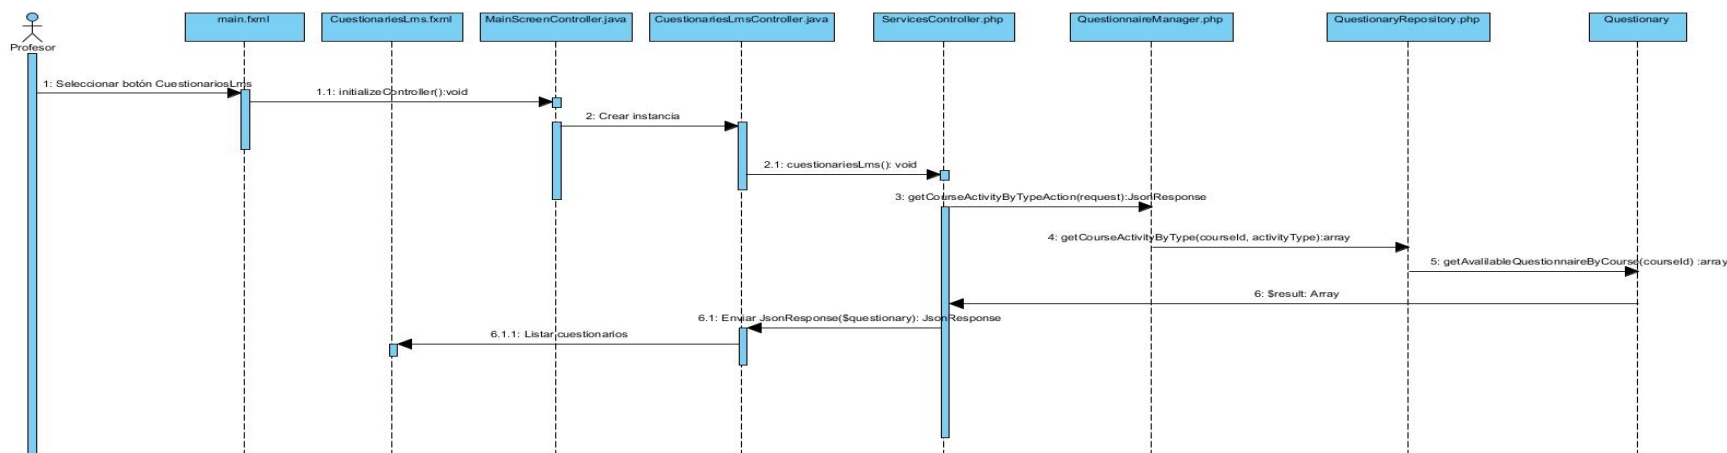 main.fxml
CuestionariesLms.fxml
MainScreenController.java
CuestionariesLmsController.java
ServicesController.php
QuestionnaireManager.php
QuestionaryRepository.php
Questionary
Profesor
1: Seleccionar botón CuestionariosLms
1.1: initializeController():void
2: Crear instancia
2.1: cuestionariesLms(): void
3: getCourseActivityByTypeAction(request):JsonResponse
4: getCourseActivityByType(courseId, activityType):array
5: getAvalilableQuestionnaireByCourse(courseId) :array
6: $result: Array
6.1: Enviar JsonResponse($questionary): JsonResponse
6.1.1: Listar cuestionarios